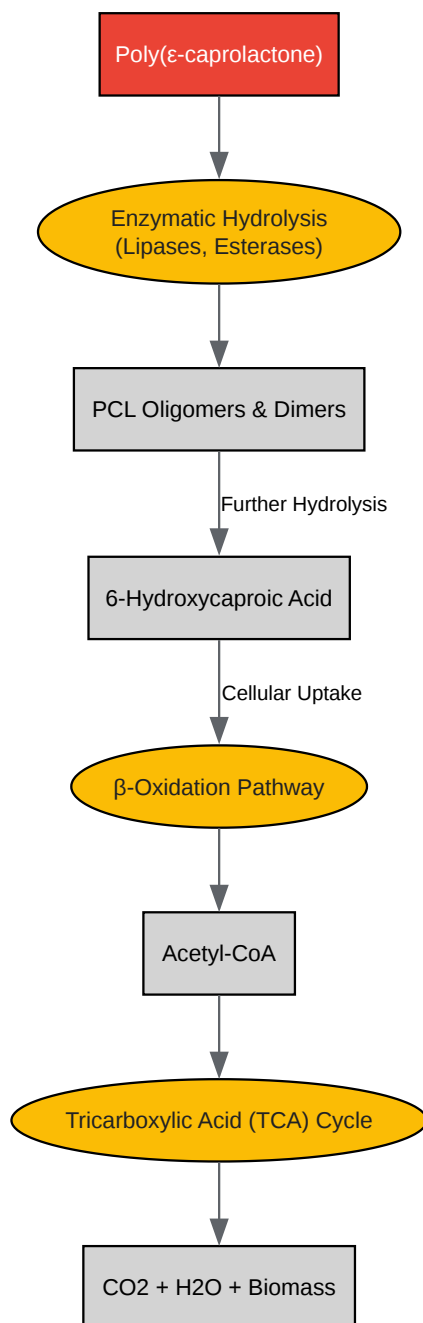 Poly(ε-caprolactone)
Enzymatic Hydrolysis
(Lipases, Esterases)
PCL Oligomers & Dimers
Further Hydrolysis
6-Hydroxycaproic Acid
Cellular Uptake
β-Oxidation Pathway
Acetyl-CoA
Tricarboxylic Acid (TCA) Cycle
CO2 + H2O + Biomass